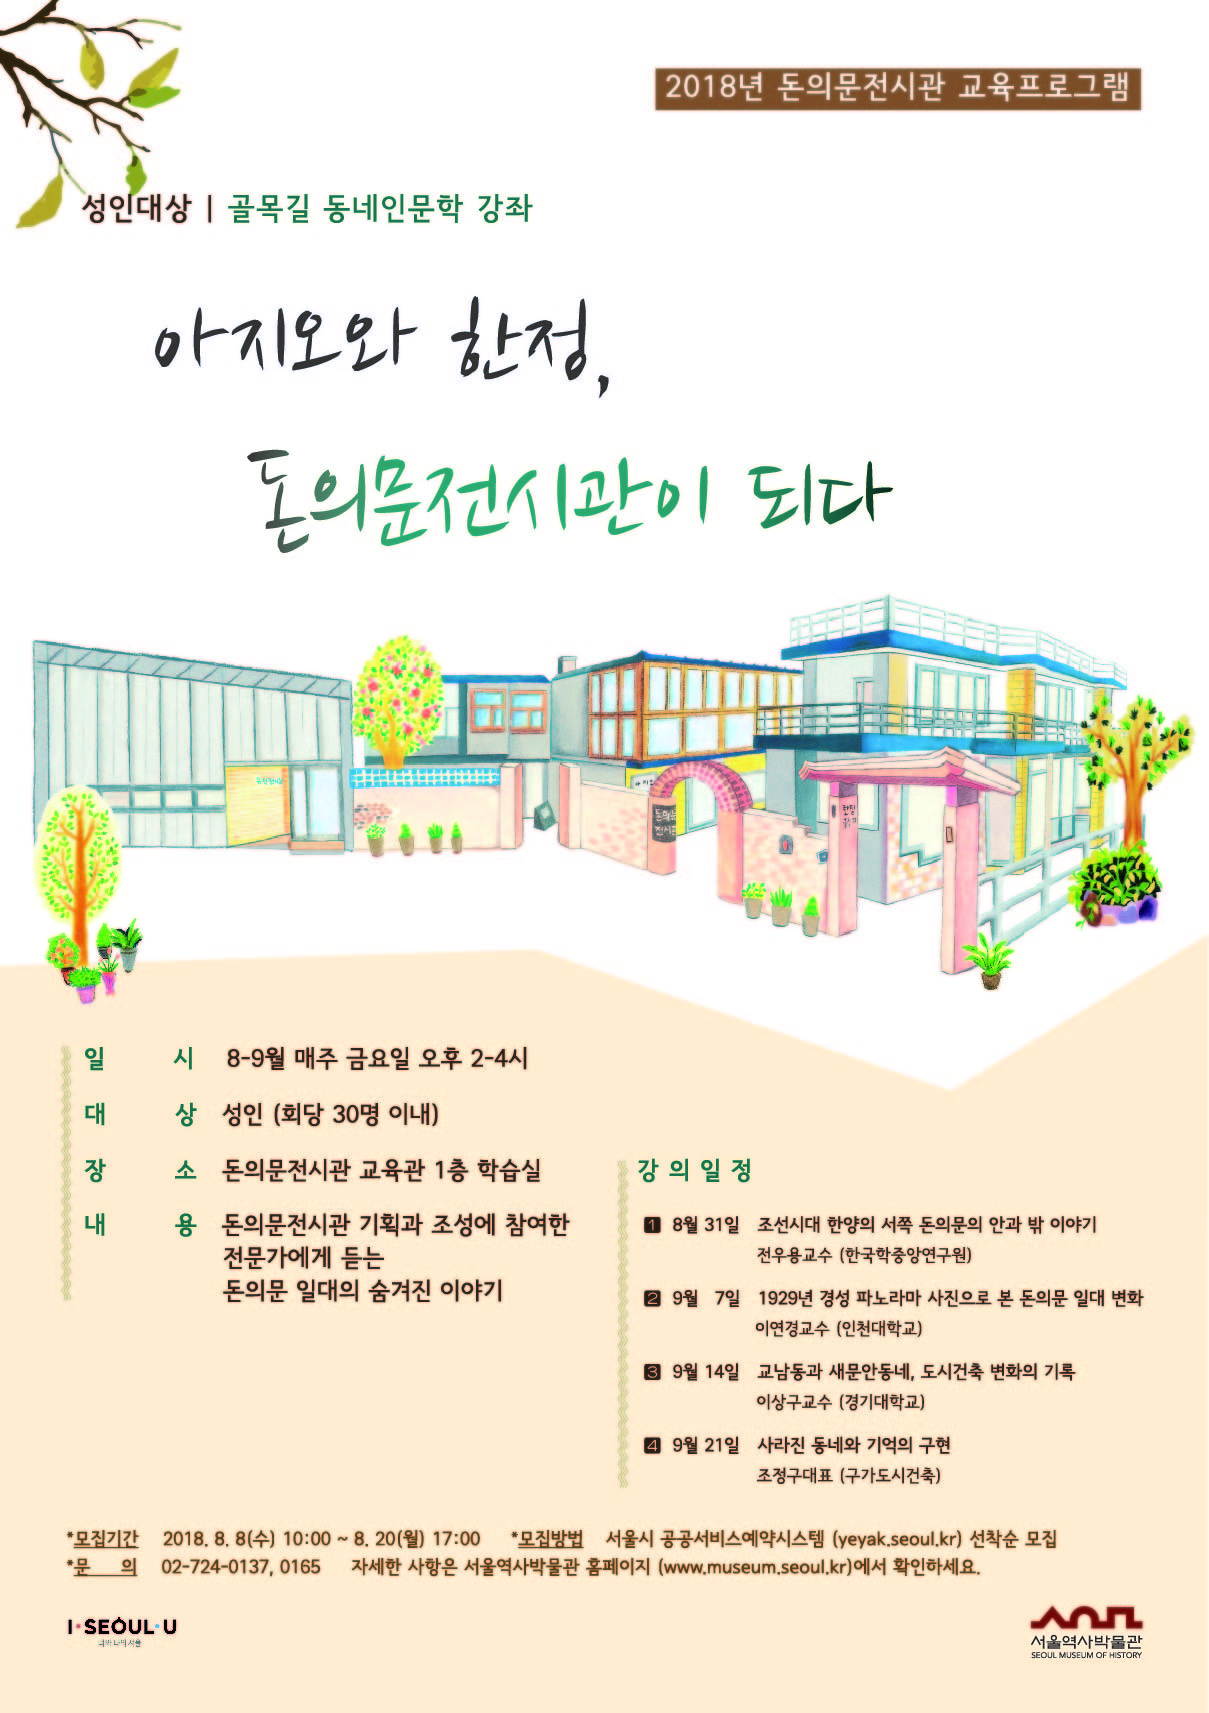 2018년 돈의문전시관 교육프로그램
성인대상 | 골목길 동네인문학 강좌
아지오와 한정,
돈의문전시관이 되다
돈의문
전시관
한정
일 시 8-9월 매주 금요일 오후 2-4시
대 상 성인 (회당 30명 이내)
장 소 돈의문전시관 교육관 1층 학습실
내 용 돈의문전시관 기획과 조성에 참여한
전문가에게 듣는
돈의문 일대의 숨겨진 이야기
강의일정
1 8월 31일 조선시대 한양의 서쪽 돈의문의 안과 밖 이야기
전우용교수 (한국학중앙연구원)
2 9월 7일 1929년 경성 파노라마 사진으로 본 돈의문 일대 변화
이연경교수 (인천대학교)
3 9월 14일 교남동과 새문안동네, 도시건축 변화의 기록
이상구교수 (경기대학교)
4 9월 21일 사라진 동네와 기억의 구현
조정구대표 (구가도시건축)
*모집기간 2018. 8. 8(수) 10:00 ~ 8. 20(월) 17:00 *모집방법 서울시 공공서비스예약시스템 (yeyak.seoul.kr) 선착순 모집
*문 의 02-724-0137, 0165 자세한 사항은 서울역사박물관 홈페이지 (www.museum.seoul.kr)에서 확인하세요.
I·SEOUL·U
너와 나의 서울
서울역사박물관
SEOUL MUSEUM OF HISTORY